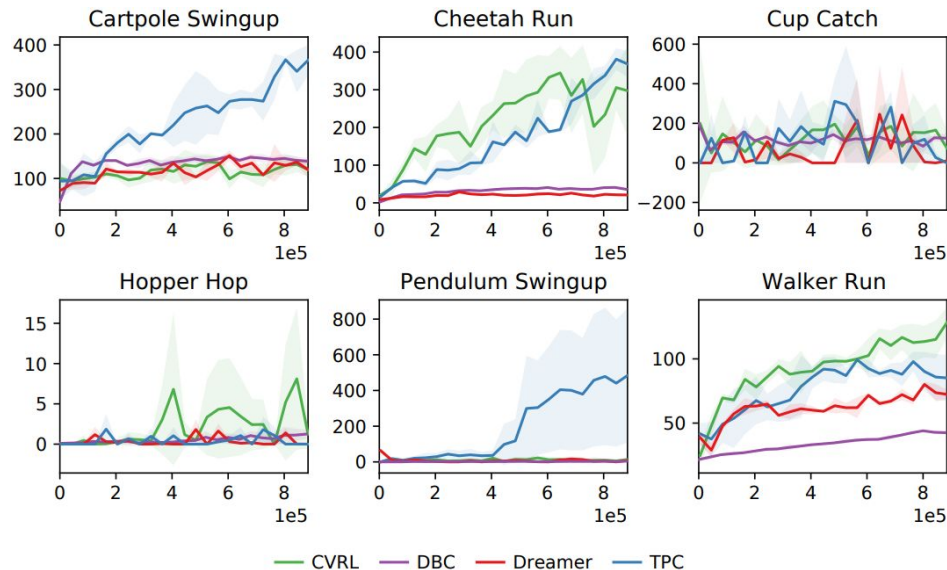 Cartpole Swingup Cheetah Run Cup Catch
400
300
200
100
0 2 4 6 8
1e5
400
300
200
100
0
0 2 4 6 8
1e5
600
400
200
0
−200
0 2 4 6 8
1e5
Hopper Hop Pendulum Swingup Walker Run
15
10
5
0
0 2 4 6 8
1e5
800
600
400
200
0
0 2 4 6 8
1e5
100
50
0 2 4 6 8
1e5
CVRL DBC Dreamer TPC